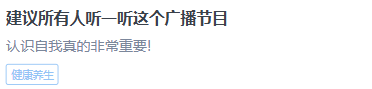 建议所有人听一听这个广播节目
认识自我真的非常重要!
健康养生